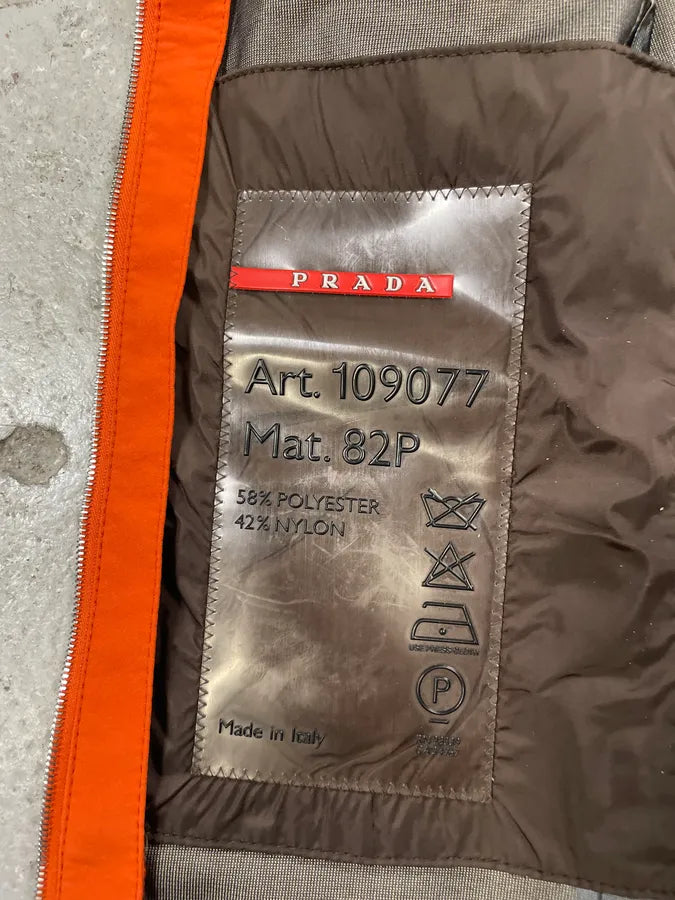 PRADA
Art. 109077
Mat. 82P
58% POLYESTER
42% NYLON
P
Made in Italy